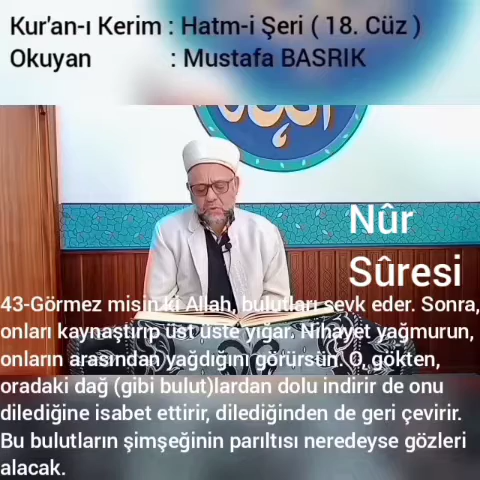 Kur'an-ı Kerim : Hatm-i Şeri ( 18. Cüz )
Okuyan : Mustafa BASRIK
Nûr
Sûresi
43-Görmez misin ki Allah, bulutları sevk eder. Sonra,
onları kaynaştırıp üst üste yığar. Nihayet yağmurun,
onların arasından yağdığını görürsün. O, gökten,
oradaki dağ (gibi bulut)lardan dolu indirir de onu
dilediğine isabet ettirir, dilediğinden de geri çevirir.
Bu bulutların şimşeğinin parıltısı neredeyse gözleri
alacak.